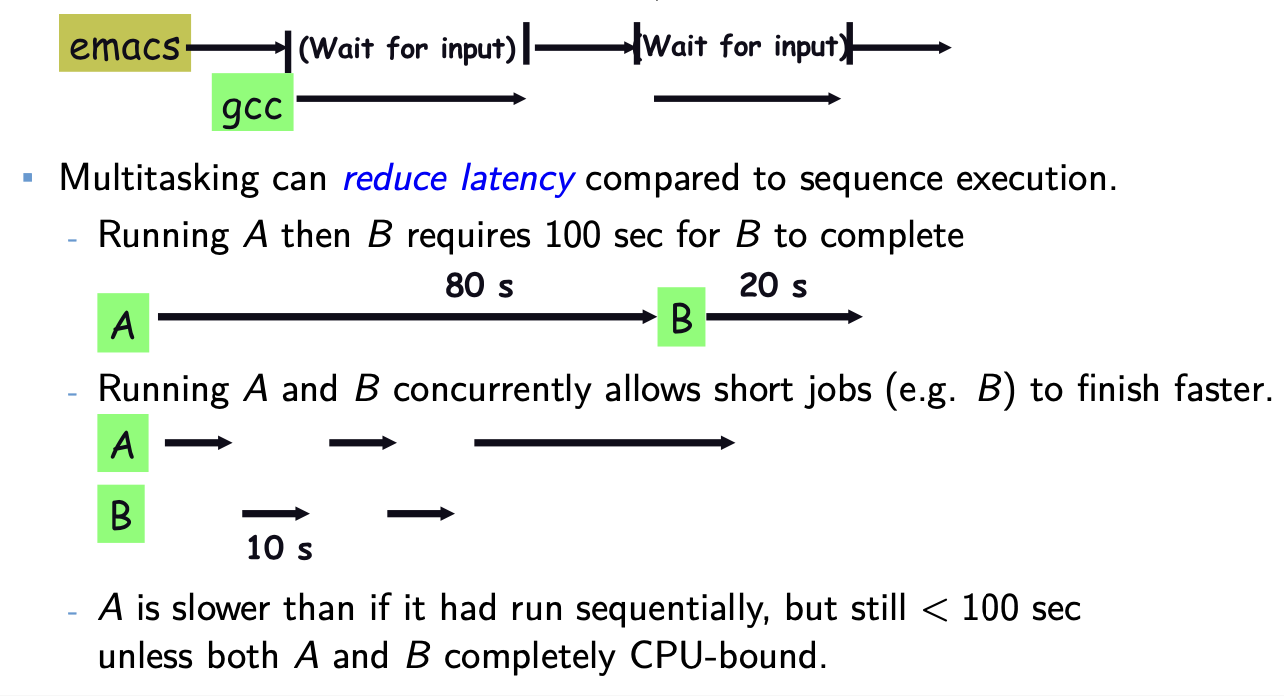 emacs (Wait for input) (Wait for input)
gcc
▪ Multitasking can reduce latency compared to sequence execution.
- Running A then B requires 100 sec for B to complete
80 s 20 s
A B
- Running A and B concurrently allows short jobs (e.g. B) to finish faster.
A
B
10 s
- A is slower than if it had run sequentially, but still < 100 sec
unless both A and B completely CPU-bound.